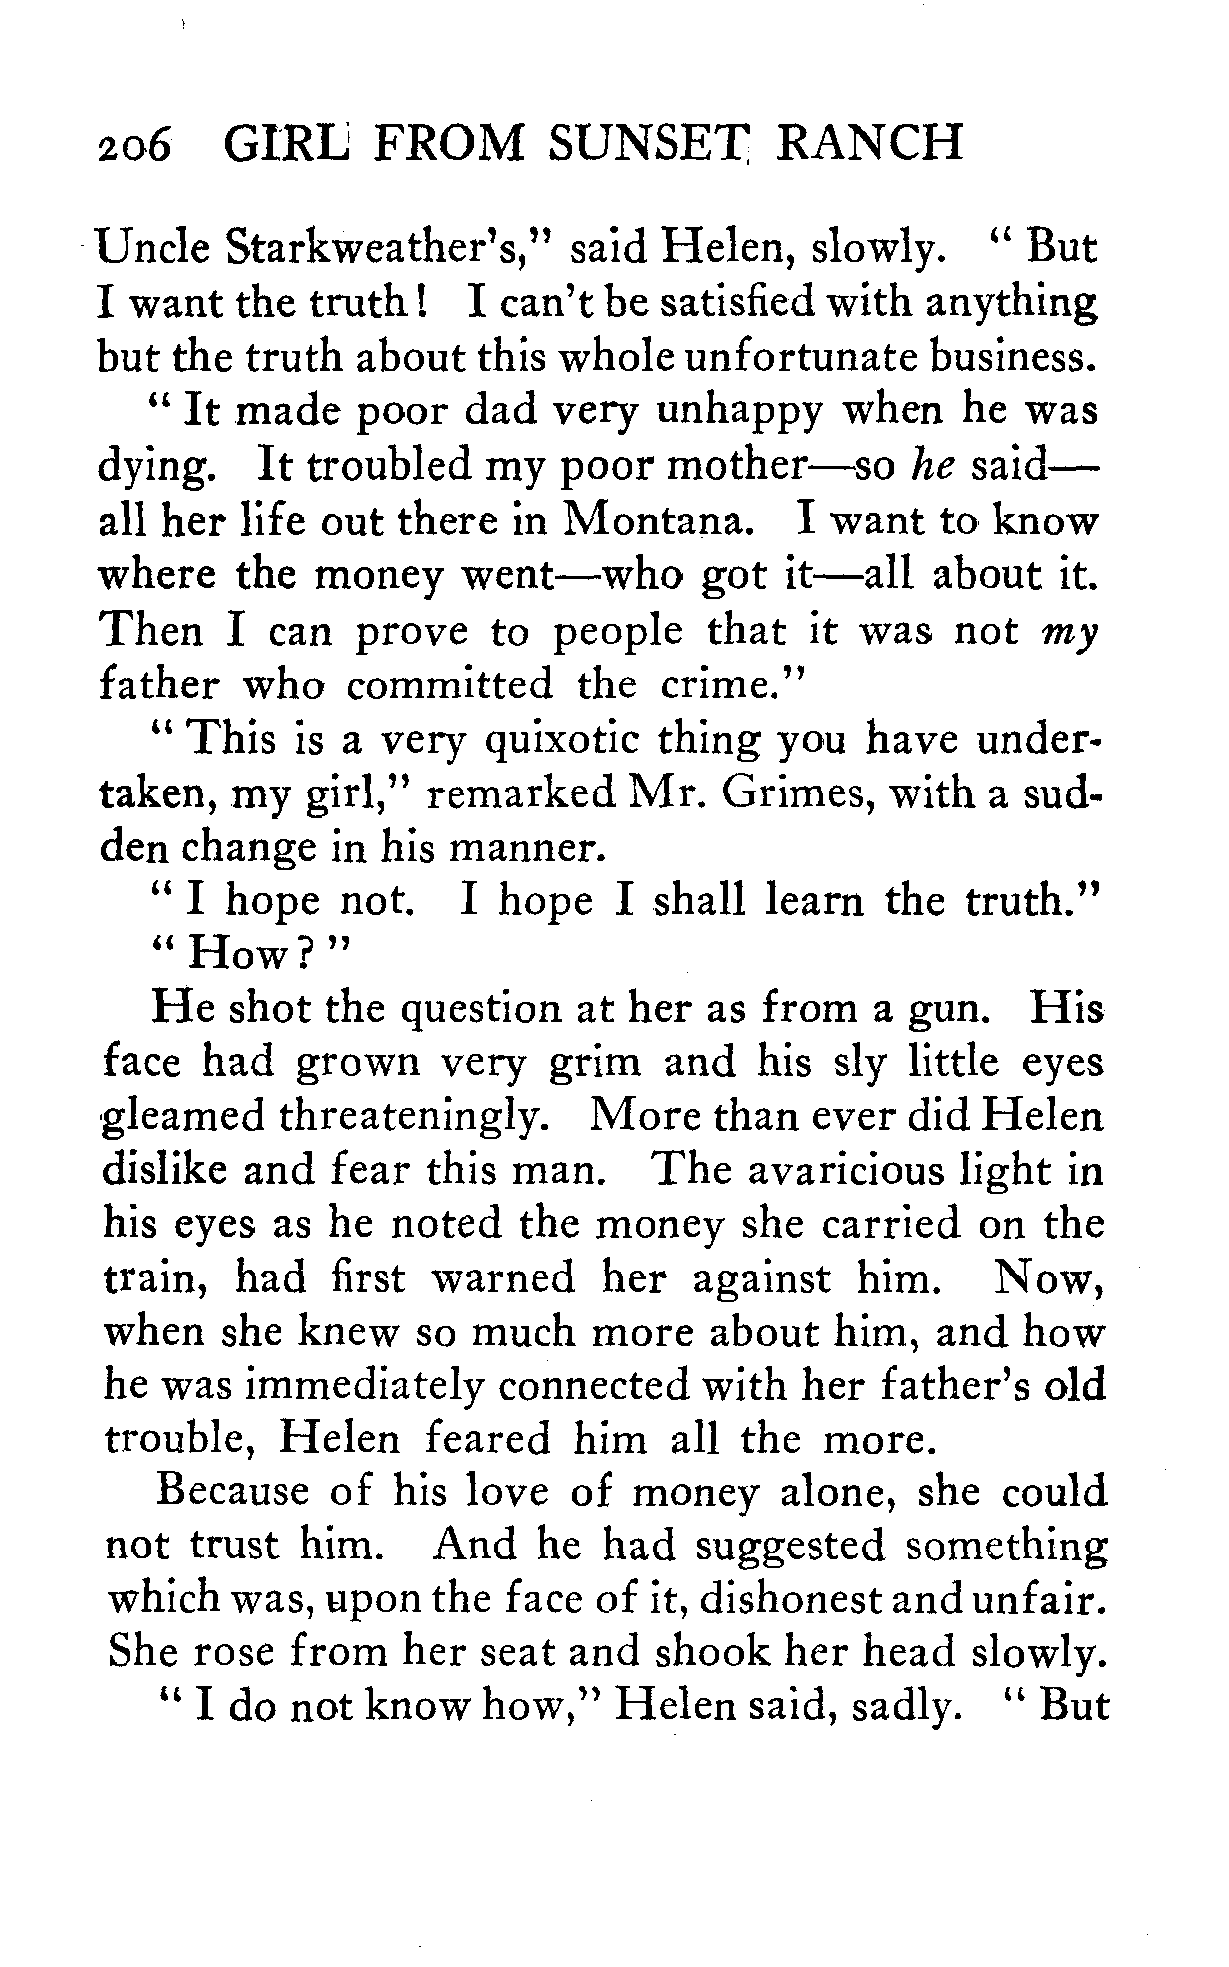 206 GIRL FROM SUNSET RANCH
Uncle Starkweather's," said Helen, slowly. "But
I want the truth! I can't be satisfied with anything
but the truth about this whole unfortunate business.
"It made poor dad very unhappy when he was
dying. It troubled my poor mother—so he said—
all her life out there in Montana. I want to know
where the money went—who got it—all about it.
Then I can prove to people that it was not my
father who committed the crime."
"This is a very quixotic thing you have under-
taken, my girl," remarked Mr. Grimes, with a sud-
den change in his manner.
"I hope not. I hope I shall learn the truth."
"How?"
He shot the question at her as from a gun. His
face had grown very grim and his sly little eyes
gleamed threateningly. More than ever did Helen
dislike and fear this man. The avaricious light in
his eyes as he noted the money she carried on the
train, had first warned her against him. Now,
when she knew so much more about him, and how
he was immediately connected with her father's old
trouble, Helen feared him all the more.
Because of his love of money alone, she could
not trust him. And he had suggested something
which was, upon the face of it, dishonest and unfair.
She rose from her seat and shook her head slowly.
"I do not know how," Helen said, sadly. "But